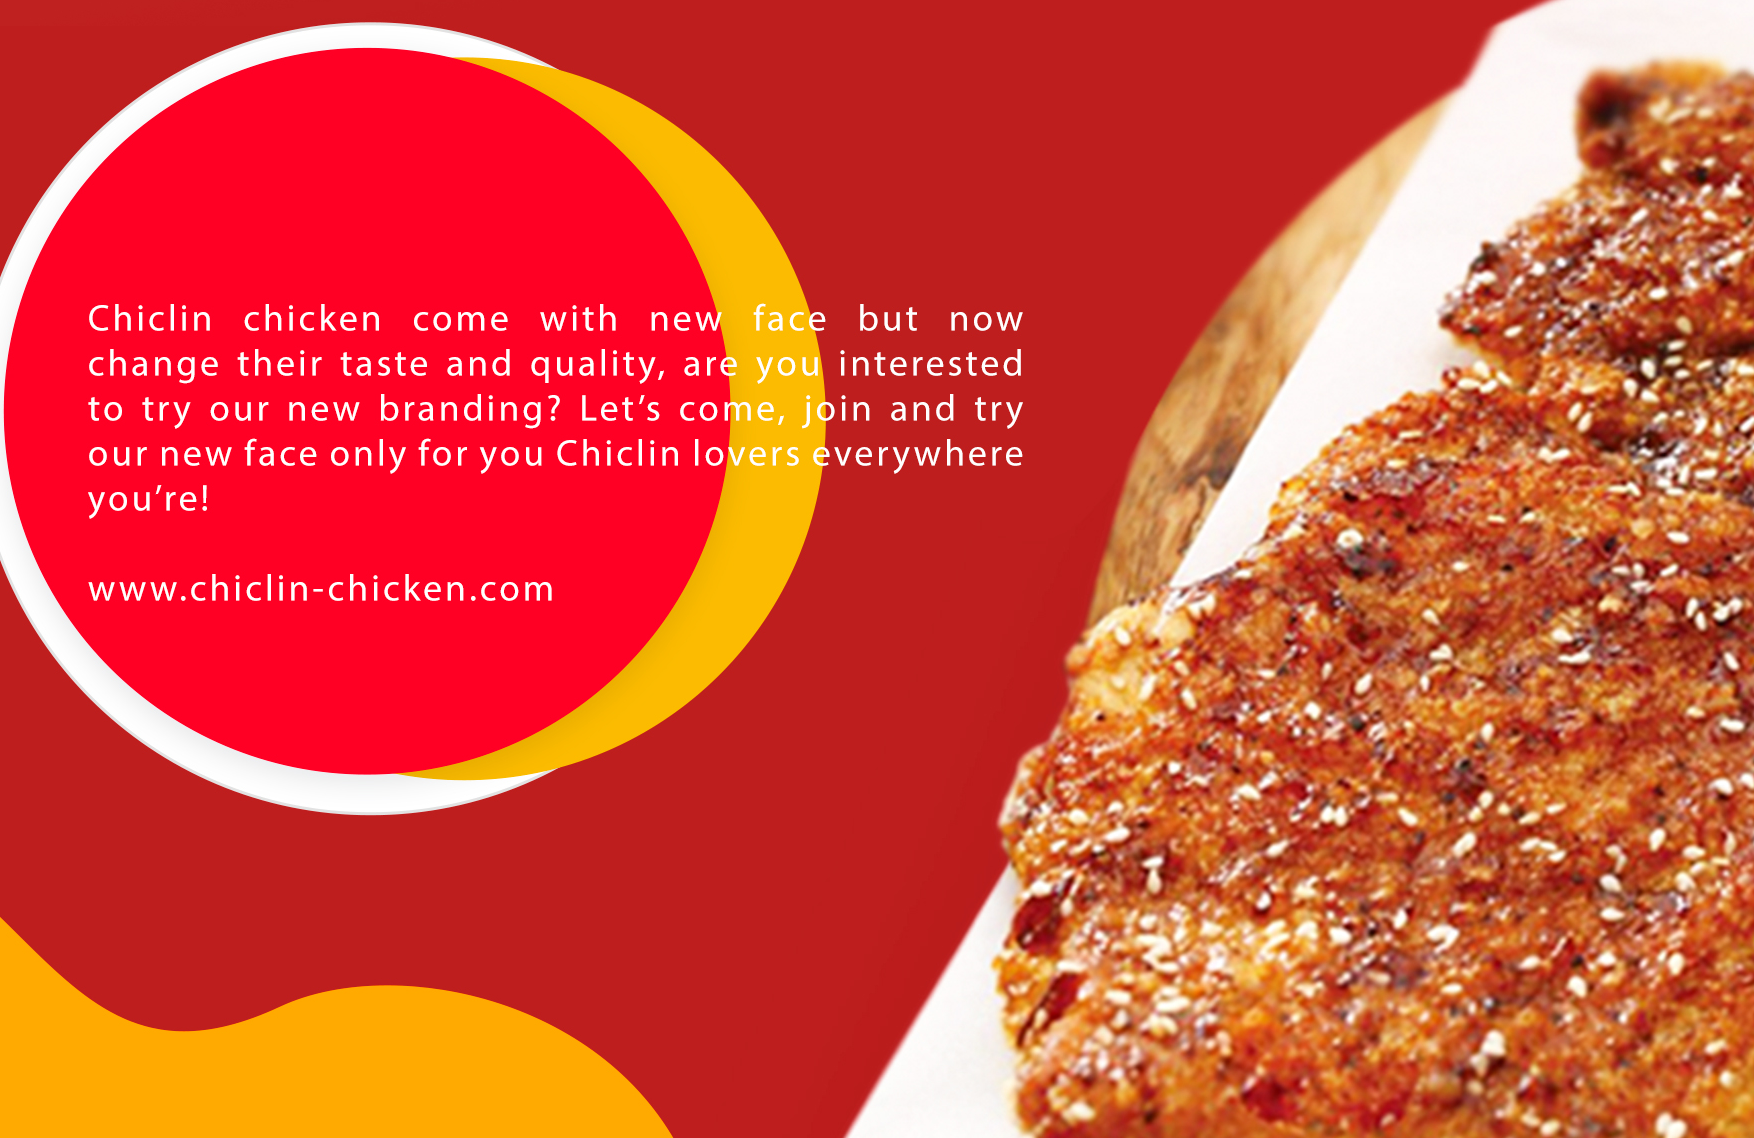 Chiclin chicken come with new face but now
change their taste and quality, are you interested
to try our new branding? Let’s come, join and try
our new face only for you Chiclin lovers everywhere
you’re!
www.chiclin-chicken.com